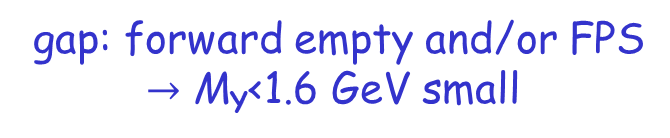 gap: forward empty and/or FPS
→ My<1.6 GeV small